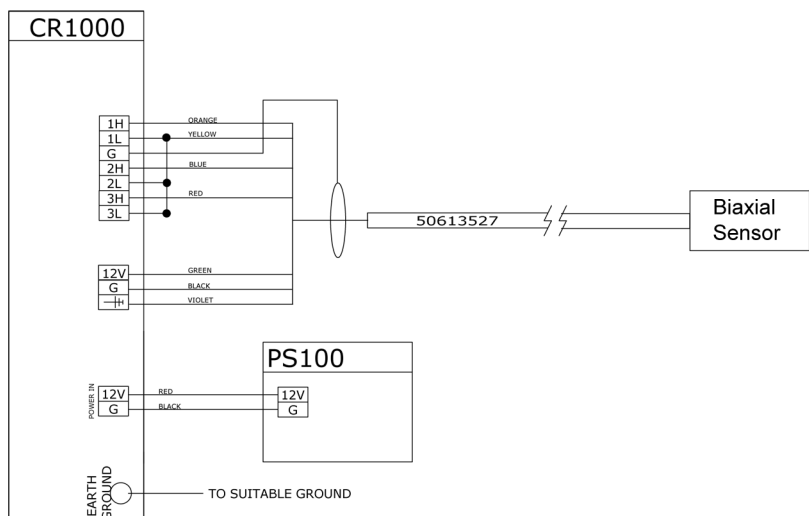 CR1000
1H ORANGE
1L YELLOW
G
2H BLUE
2L
3H RED
3L
50613527
Biaxial
Sensor
12V GREEN
G BLACK
VIOLET
PS100
POWER IN
12V RED 12V
G BLACK G
EARTH
GROUND
TO SUITABLE GROUND